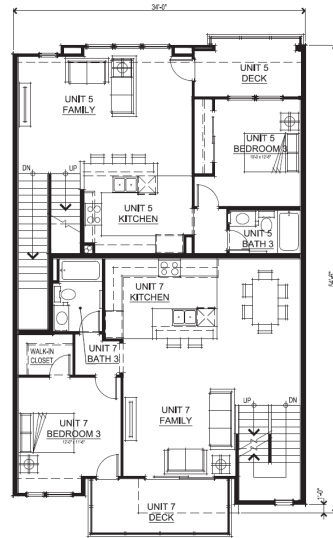 34'-0"
UNIT 5
DECK
UNIT 5
FAMILY
UNIT 5
BEDROOM 3
DN
UP
UNIT 5
KITCHEN
UNIT 5
BATH 3
UNIT 7
KITCHEN
UNIT 7
BATH 3
WALK-IN
CLOSET
UNIT 7
FAMILY
UP
DN
UNIT 7
BEDROOM 3
UNIT 7
DECK
1'-0"